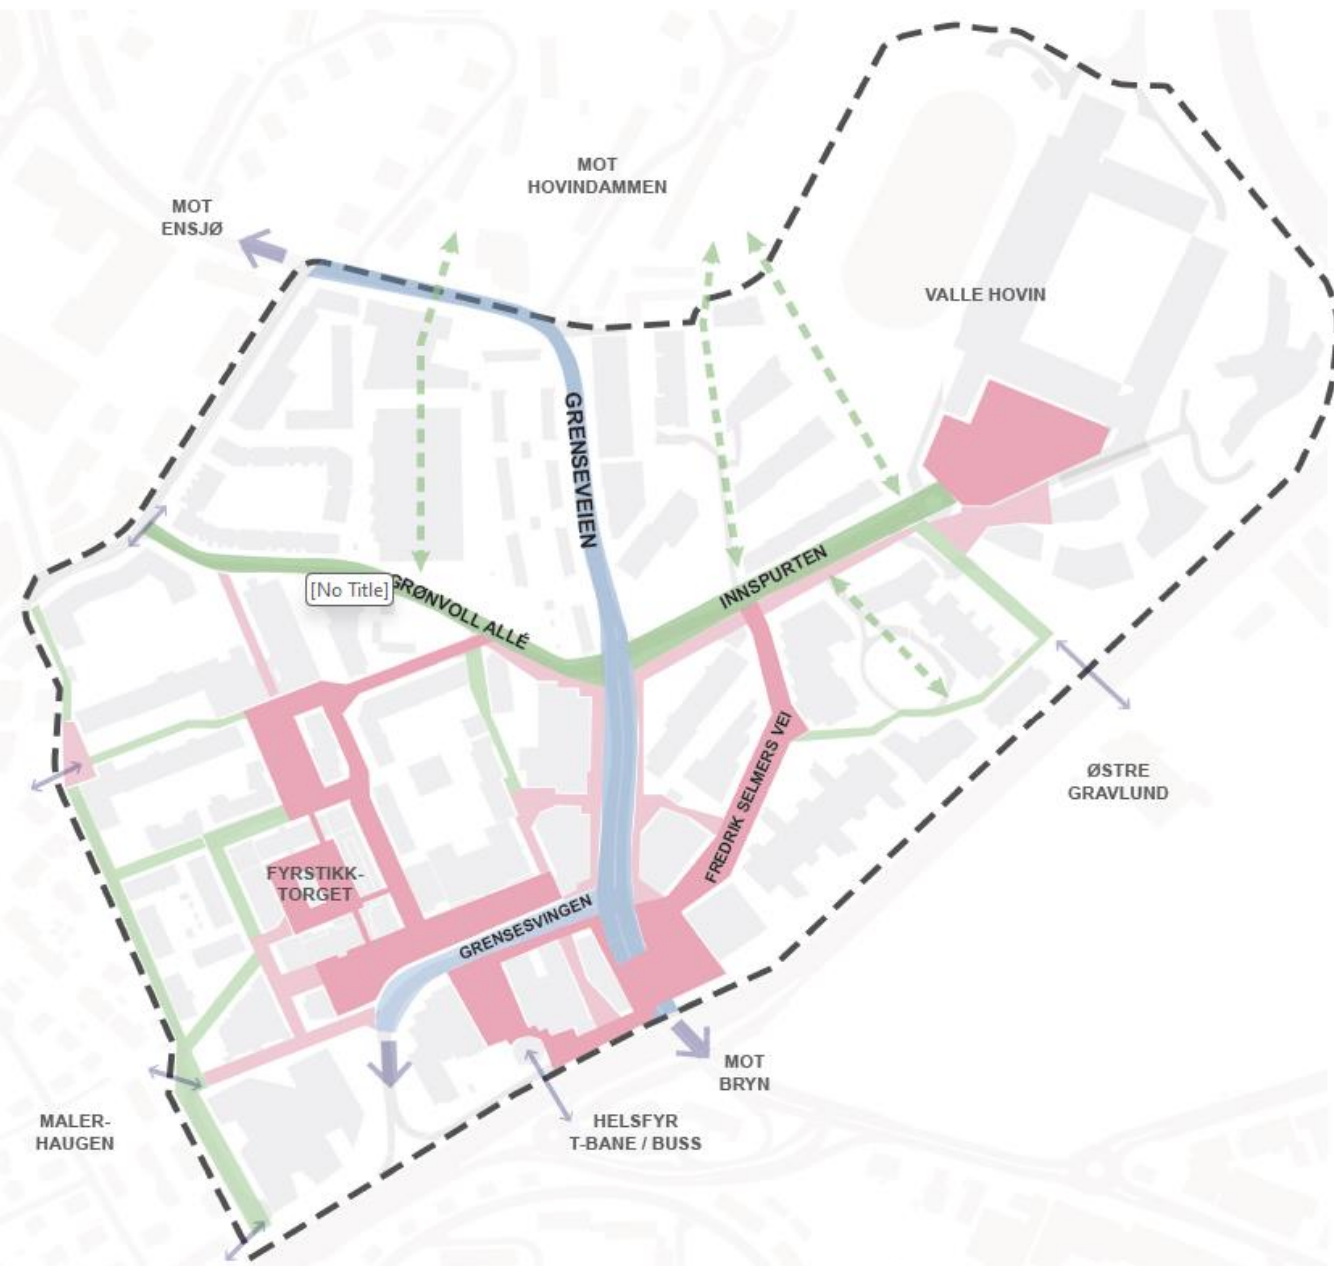 MOT
HOVINDAMMEN
MOT
ENSJØ
VALLE HOVIN
GRENSEVEIEN
INNSPURTEN
[No Title]
GRØNVOLL ALLÉ
FREDRIK SELMERS VEI
ØSTRE
GRAVLUND
FYRSTIKK-
TORGET
GRENSESVINGEN
MOT
BRYN
MALER-
HAUGEN
HELSFYR
T-BANE / BUSS